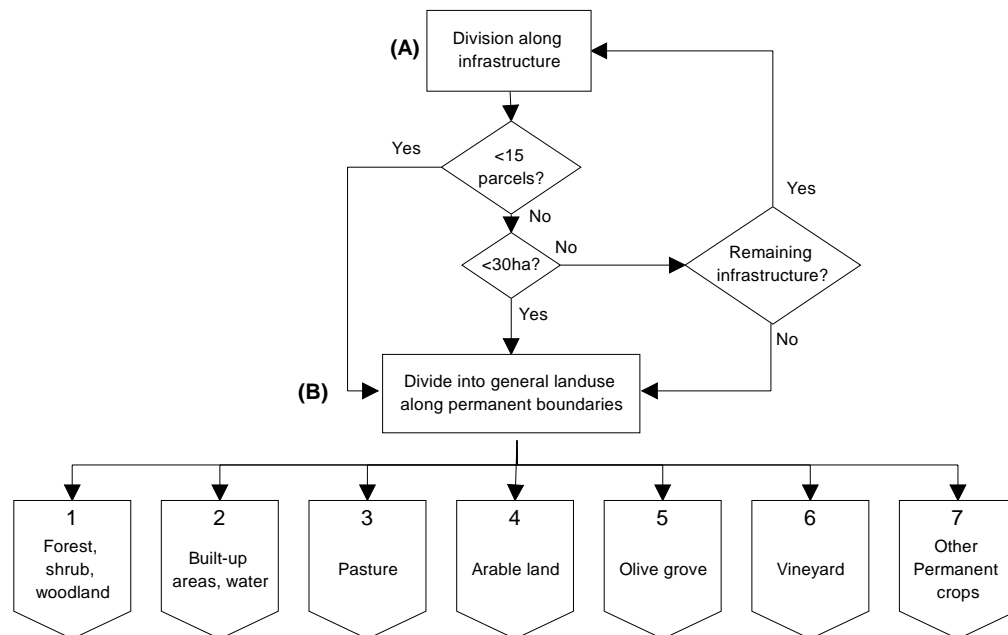 (A)
Division along
infrastructure
Yes
<15
parcels?
No
<30ha?
No
Remaining
infrastructure?
Yes
Yes
No
(B)
Divide into general landuse
along permanent boundaries
1
Forest,
shrub,
woodland
2
Built-up
areas, water
3
Pasture
4
Arable land
5
Olive grove
6
Vineyard
7
Other
Permanent
crops